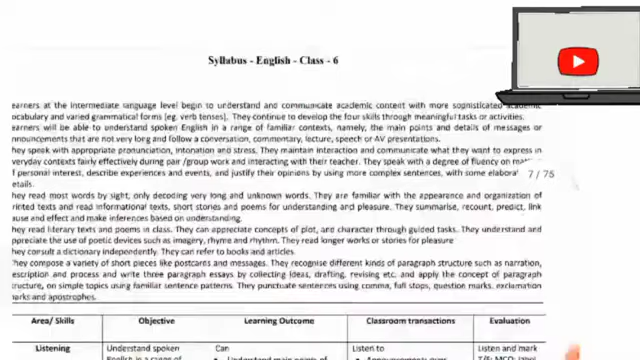 Syllabus - English - Class - 6
earners at the intermediate language level begin to understand and communicate academic content with more sophisticated academic
ocabulary and varied grammatical forms (eg. verb tenses). They continue to develop the four skills through meaningful tasks or activities.
earners will be able to understand spoken English in a range of familiar contexts, namely, the main points and details of messages or
nnouncements that are not very long and follow a conversation, commentary, lecture, speech or AV presentations.
hey speak with appropriate pronunciation, intonation and stress. They maintain interaction and communicate what they want to express in
veryday contexts fairly effectively during pair /group work and interacting with their teacher. They speak with a degree of fluency on
f personal interest, describe experiences and events, and justify their opinions by using more complex sentences, with some elabora
7 / 75
etails.
hey read most words by sight, only decoding very long and unknown words. They are familiar with the appearance and organization of
rinted texts and read informational texts, short stories and poems for understanding and pleasure. They summarise, recount, predict, link
ause and effect and make inferences based on understanding.
hey read literary texts and poems in class. They can appreciate concepts of plot, and character through guided tasks. They understand and
ppreciate the use of poetic devices such as imagery, rhyme and rhythm. They read longer works or stories for pleasure
hey consult a dictionary independently. They can refer to books and articles.
hey compose a variety of short pieces like postcards and messages. They recognise different kinds of paragraph structure such as narration,
escription and process and write three paragraph essays by collecting ideas, drafting, revising etc. and apply the concept of paragraph
tructure, on simple topics using familiar sentence patterns. They punctuate sentences using comma, full stops, question marks, exclamation
narks and apostrophes.
Area/ Skills Objective Learning Outcome Classroom transactions Evaluation
Listening Understand spoken Can Listen to Listen and mark
English in a range of • Understand main points of • Announcements over T/F; MCQ; label